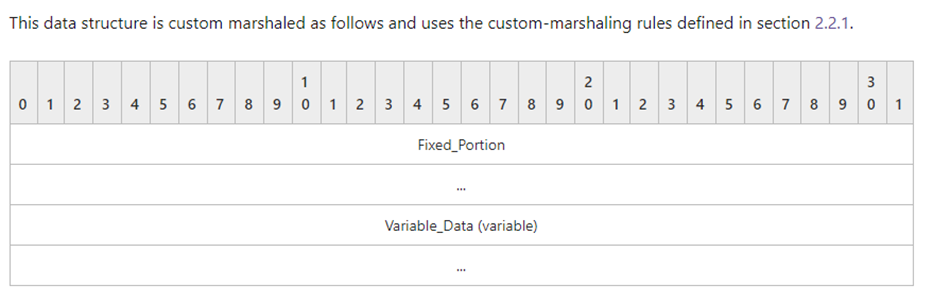 This data structure is custom marshaled as follows and uses the custom-marshaling rules defined in section 2.2.1.
1 2 3
0 1 2 3 4 5 6 7 8 9 0 1 2 3 4 5 6 7 8 9 0 1 2 3 4 5 6 7 8 9 0 1
Fixed_Portion
...
Variable_Data (variable)
...